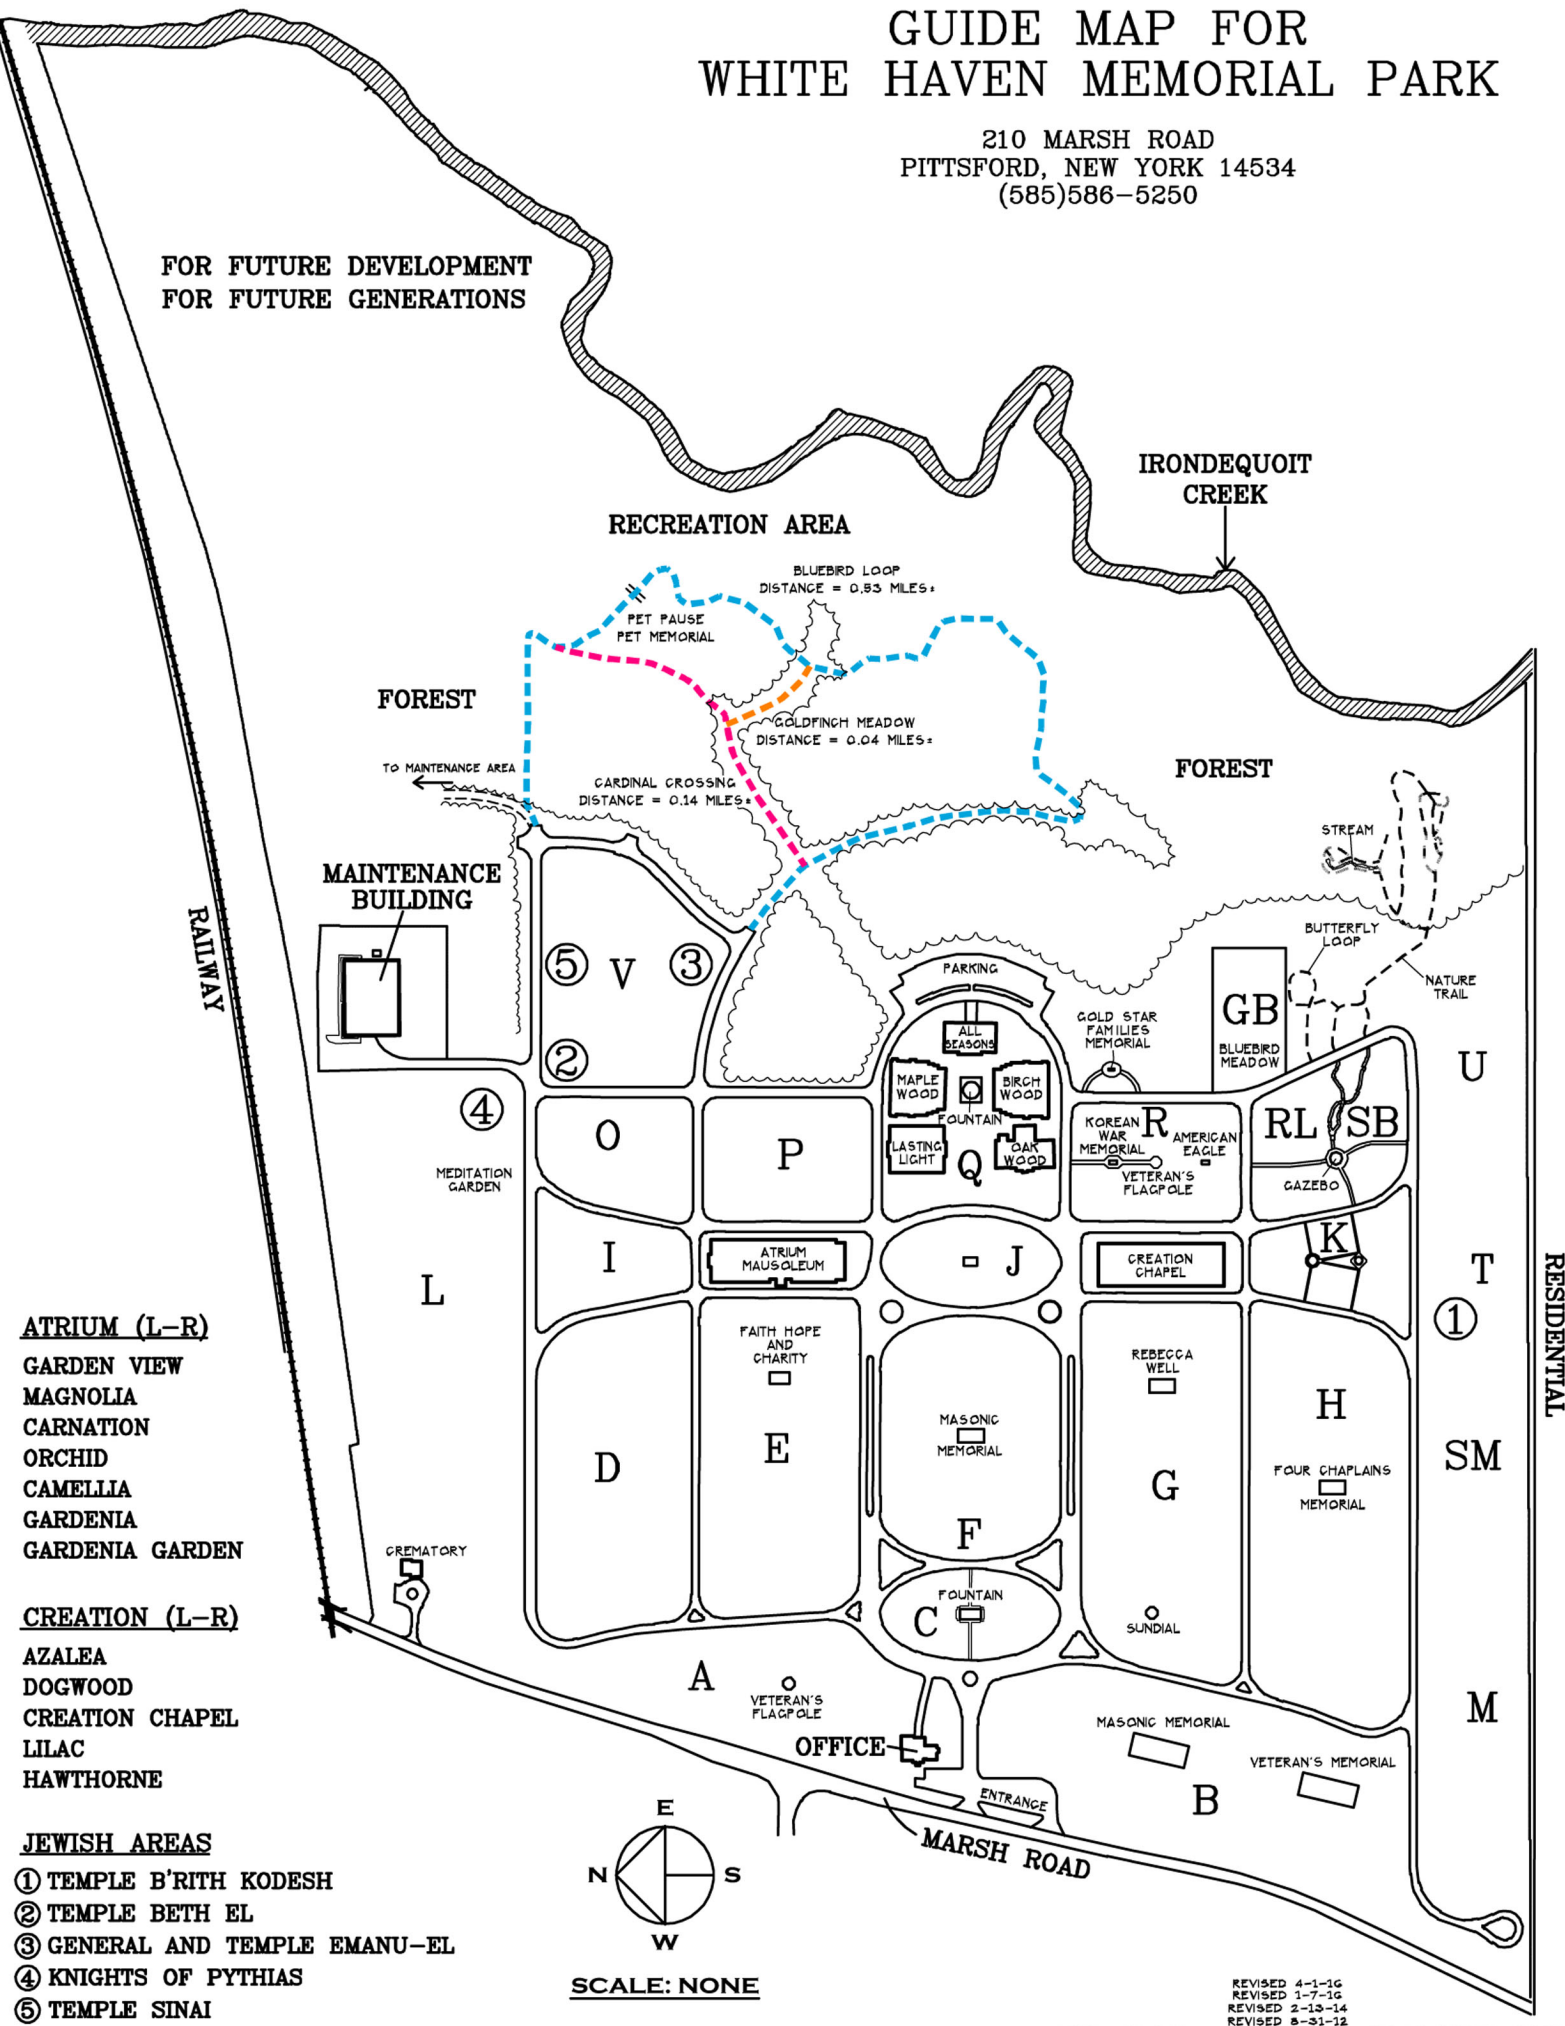 GUIDE MAP FOR
WHITE HAVEN MEMORIAL PARK
210 MARSH ROAD
PITTSFORD, NEW YORK 14534
(585)586-5250
FOR FUTURE DEVELOPMENT
FOR FUTURE GENERATIONS
IRONDEQUOIT
CREEK
RECREATION AREA
BLUEBIRD LOOP
DISTANCE = 0.53 MILES±
PET PAUSE
PET MEMORIAL
FOREST
GOLDFINCH MEADOW
DISTANCE = 0.04 MILES±
TO MAINTENANCE AREA
CARDINAL CROSSING
DISTANCE = 0.14 MILES±
FOREST
STREAM
MAINTENANCE
BUILDING
RAILWAY
BUTTERFLY
LOOP
NATURE
TRAIL
5
V
3
PARKING
ALL
SEASONS
GOLD STAR
FAMILIES
MEMORIAL
GB
BLUEBIRD
MEADOW
2
MAPLE
WOOD
BIRCH
WOOD
FOUNTAIN
U
4
O
P
LASTING
LIGHT
OAK
WOOD
Q
KOREAN
WAR
MEMORIAL
R
AMERICAN
EAGLE
VETERAN'S
FLAGPOLE
RL
SB
GAZEBO
MEDITATION
GARDEN
I
ATRIUM
MAUSOLEUM
J
CREATION
CHAPEL
K
T
L
1
RESIDENTIAL
FAITH HOPE
AND
CHARITY
REBECCA
WELL
H
D
E
MASONIC
MEMORIAL
G
FOUR CHAPLAINS
MEMORIAL
SM
F
CREMATORY
FOUNTAIN
C
SUNDIAL
A
VETERAN'S
FLAGPOLE
OFFICE
MASONIC MEMORIAL
VETERAN'S MEMORIAL
M
B
ENTRANCE
MARSH ROAD
ATRIUM (L-R)
GARDEN VIEW
MAGNOLIA
CARNATION
ORCHID
CAMELLIA
GARDENIA
GARDENIA GARDEN
CREATION (L-R)
AZALEA
DOGWOOD
CREATION CHAPEL
LILAC
HAWTHORNE
JEWISH AREAS
1 TEMPLE B'RITH KODESH
2 TEMPLE BETH EL
3 GENERAL AND TEMPLE EMANU-EL
4 KNIGHTS OF PYTHIAS
5 TEMPLE SINAI
E
N
S
W
SCALE: NONE
REVISED 4-1-16
REVISED 1-7-16
REVISED 2-13-14
REVISED 8-31-12